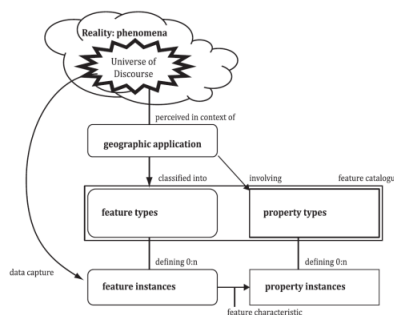 Reality: phenomena
Universe of
Discourse
perceived in context of
geographic application
classified into
involving
feature catalogue
feature types
property types
defining 0:n
defining 0:n
data capture
feature instances
property instances
feature characteristic